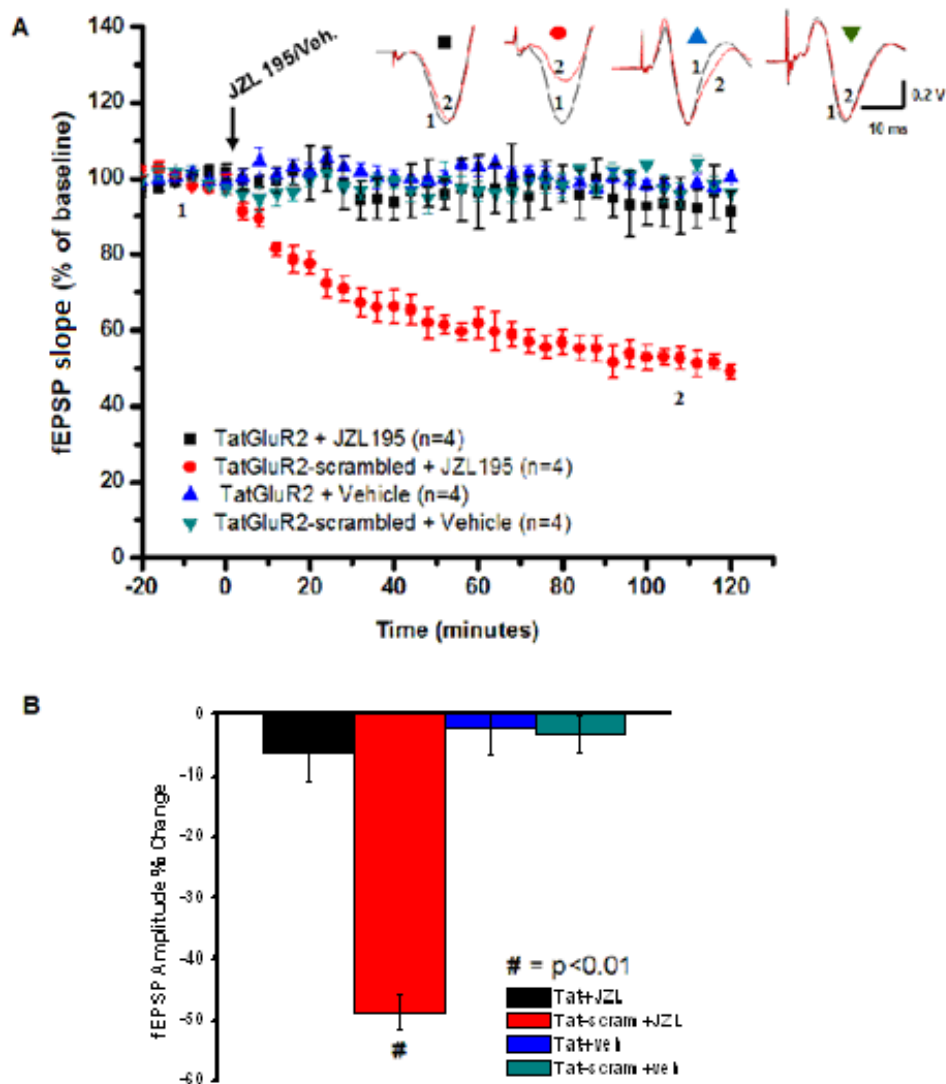 A
JZL 195/Veh.
140
120
100
80
60
40
20
0
fEPSP slope (% of baseline)
1
2
1 2
2
1
1
2
1 2
0.2 V
10 ms
TatGluR2 + JZL195 (n=4)
TatGluR2-scrambled + JZL195 (n=4)
TatGluR2 + Vehicle (n=4)
TatGluR2-scrambled + Vehicle (n=4)
-20 0 20 40 60 80 100 120
Time (minutes)
B
0
-10
-20
-30
-40
-50
-60
fEPSP Amplitude % Change
#
# = p<0.01
Tat+JZL
Tat-scram+JZL
Tat+veh
Tat-scram+veh